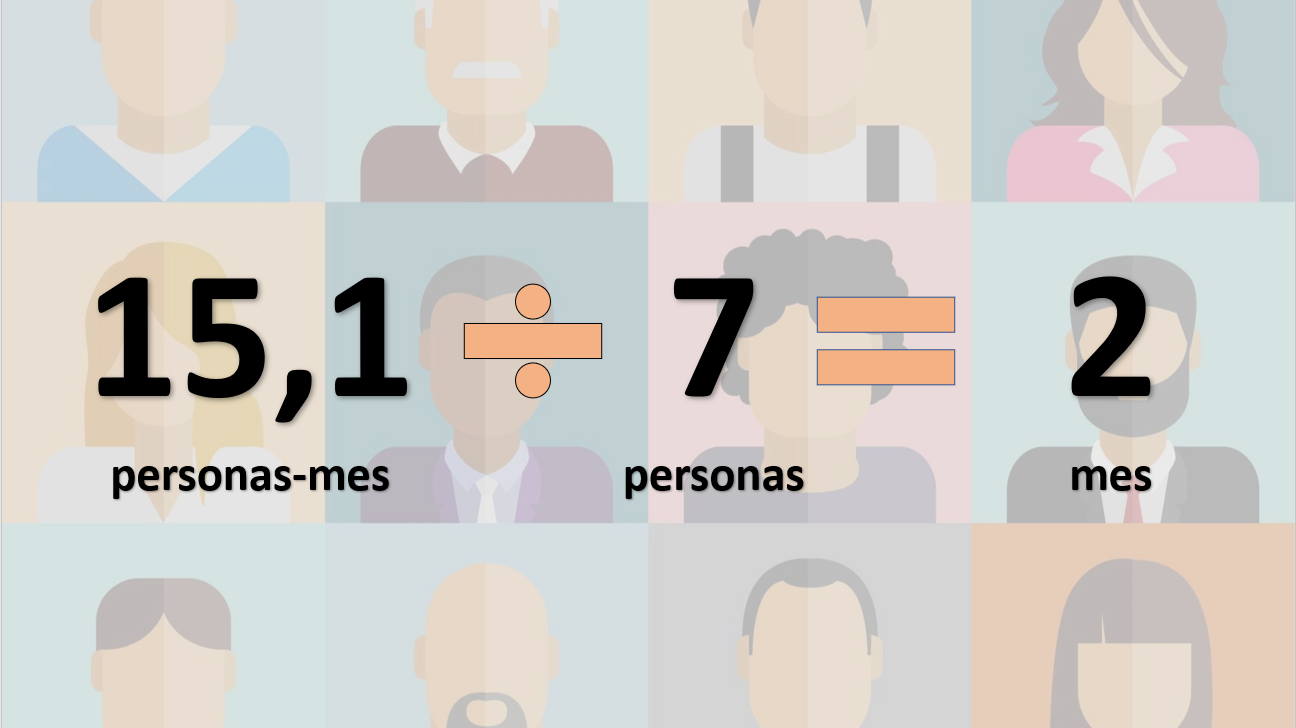 15,1 ÷ 7 = 2
personas-mes personas mes